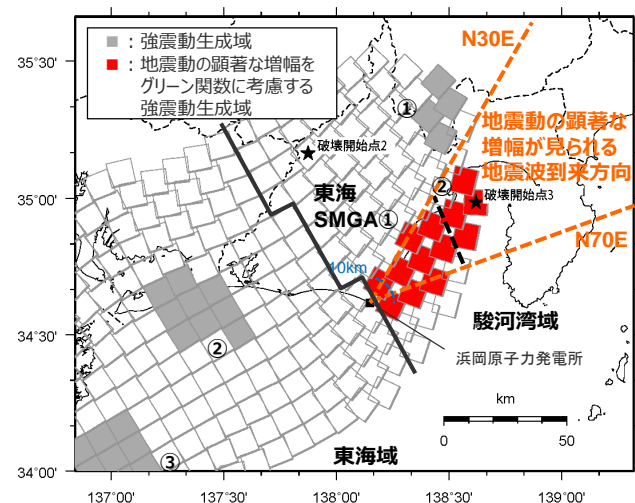 ■：強震動生成域
■：地震動の顕著な増幅を
グリーン関数に考慮する
強震動生成域
N30E
①
地震動の顕著な
増幅が見られる
地震波到来方向
破壊開始点2
②
破壊開始点3
東海
SMGA①
N70E
10km
駿河湾域
②
浜岡原子力発電所
km
0
50
東海域
③
35°30'
35°00'
34°30'
34°00'
137°00'
137°30'
138°00'
138°30'
139°00'